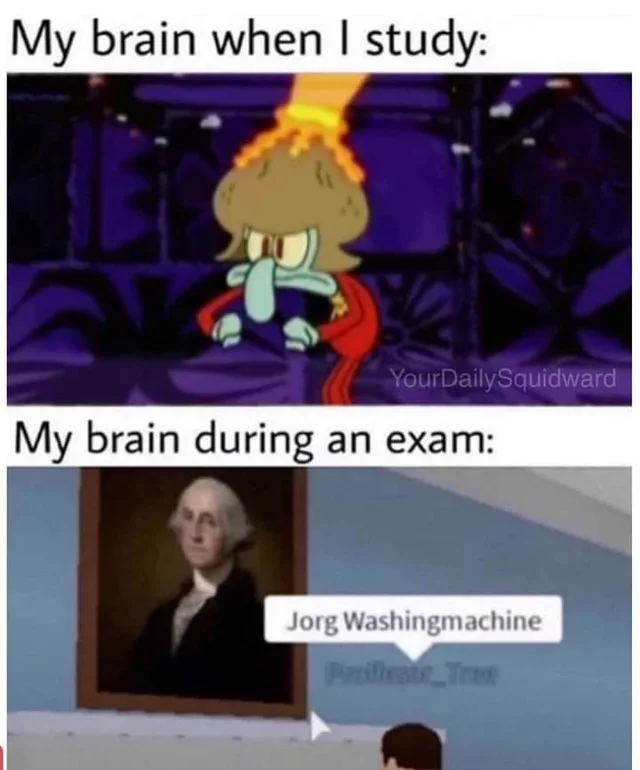 My brain when I study:
YourDailySquidward
My brain during an exam:
Jorg Washingmachine